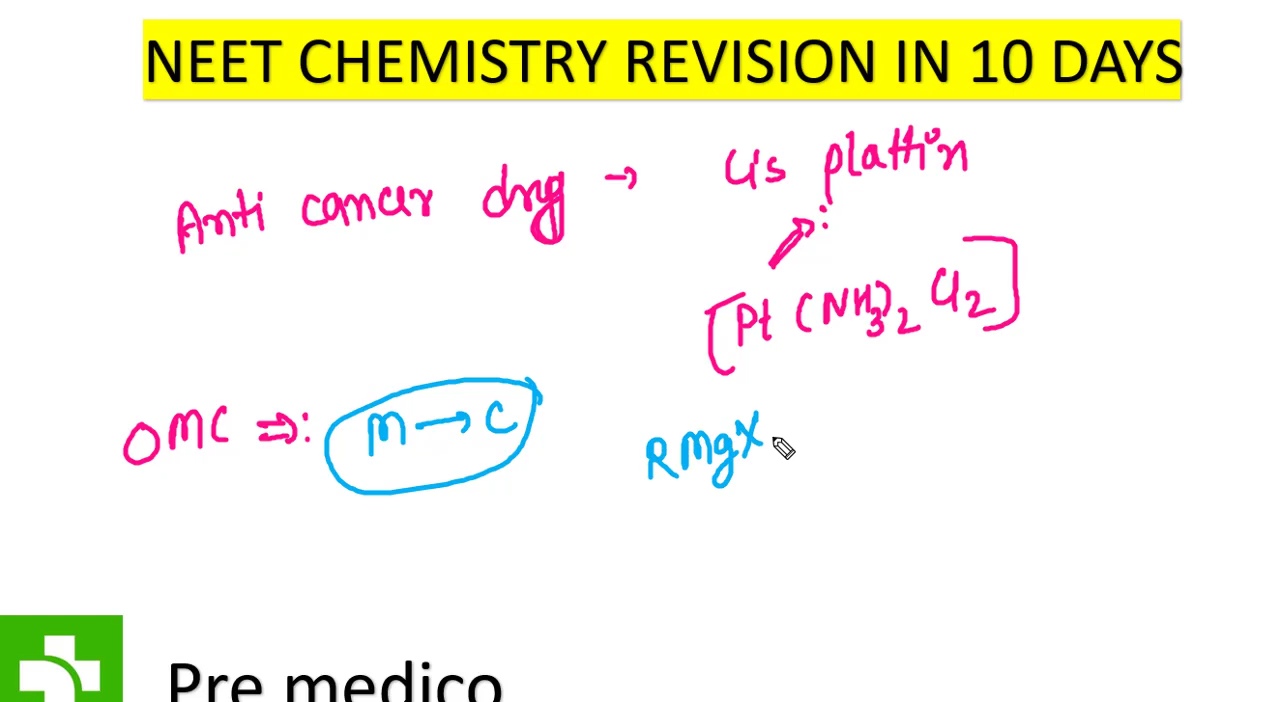 NEET CHEMISTRY REVISION IN 10 DAYS
Anti cancer drug → Cis plattin
[Pt (NH3)2 Cl2]
OMC ⇒: M → C RMgX
Pre medico